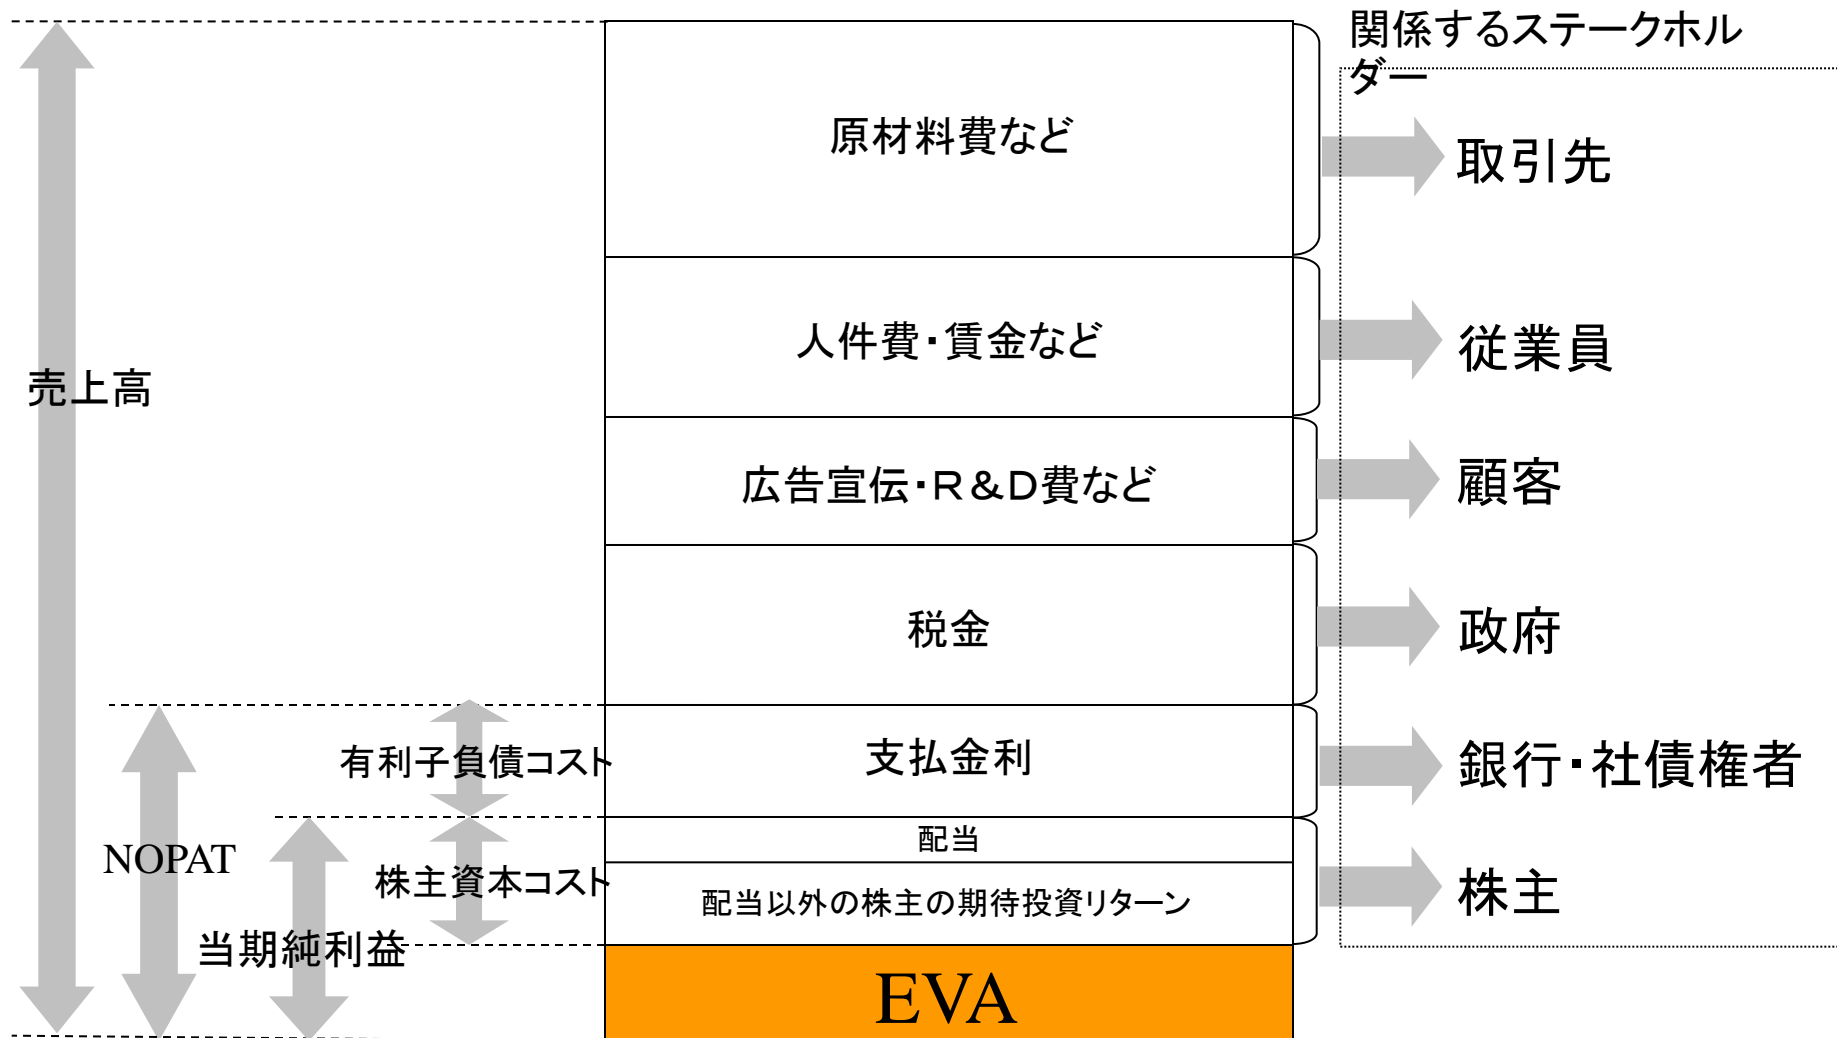 関係するステークホル
ダー
原材料費など
取引先
人件費・賃金など
従業員
売上高
広告宣伝・R&D費など
顧客
税金
政府
有利子負債コスト
支払金利
銀行・社債権者
配当
NOPAT
株主資本コスト
配当以外の株主の期待投資リターン
株主
当期純利益
EVA